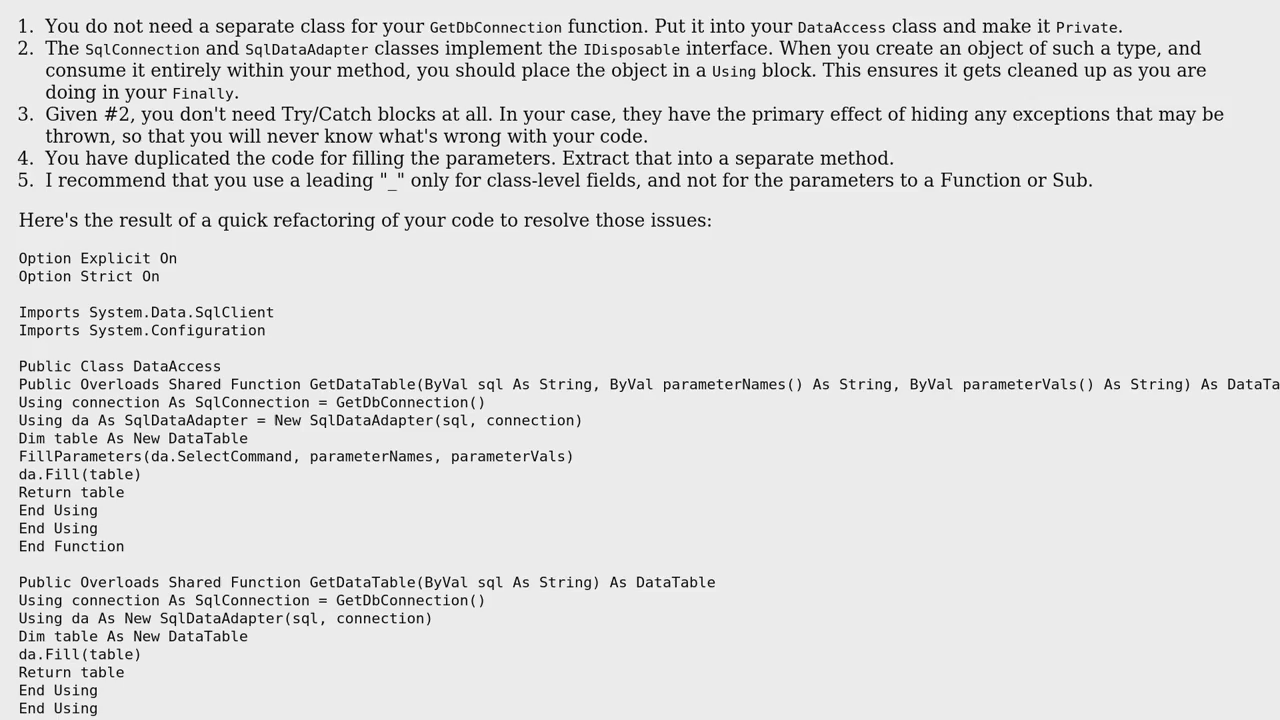 1. You do not need a separate class for your GetDbConnection function. Put it into your DataAccess class and make it Private.
2. The SqlConnection and SqlDataAdapter classes implement the IDisposable interface. When you create an object of such a type, and
consume it entirely within your method, you should place the object in a Using block. This ensures it gets cleaned up as you are
doing in your Finally.
3. Given #2, you don't need Try/Catch blocks at all. In your case, they have the primary effect of hiding any exceptions that may be
thrown, so that you will never know what's wrong with your code.
4. You have duplicated the code for filling the parameters. Extract that into a separate method.
5. I recommend that you use a leading "_" only for class-level fields, and not for the parameters to a Function or Sub.
Here's the result of a quick refactoring of your code to resolve those issues:
Option Explicit On
Option Strict On
Imports System.Data.SqlClient
Imports System.Configuration
Public Class DataAccess
Public Overloads Shared Function GetDataTable(ByVal sql As String, ByVal parameterNames() As String, ByVal parameterVals() As String) As DataTa
Using connection As SqlConnection = GetDbConnection()
Using da As SqlDataAdapter = New SqlDataAdapter(sql, connection)
Dim table As New DataTable
FillParameters(da.SelectCommand, parameterNames, parameterVals)
da.Fill(table)
Return table
End Using
End Using
End Function
Public Overloads Shared Function GetDataTable(ByVal sql As String) As DataTable
Using connection As SqlConnection = GetDbConnection()
Using da As New SqlDataAdapter(sql, connection)
Dim table As New DataTable
da.Fill(table)
Return table
End Using
End Using